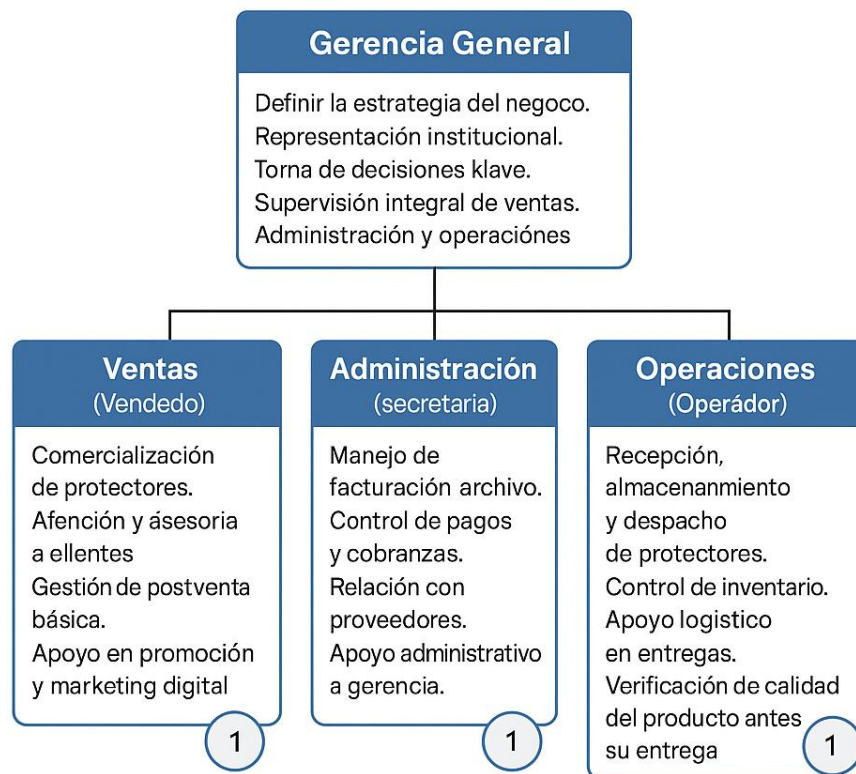 Gerencia General
Definir la estrategia del negoco.
Representación institucional.
Torna de decisiones klave.
Supervisión integral de ventas.
Administración y operaciónes
Ventas
(Vendedo)
Comercialización
de protectores.
Afención y ásesoria
a ellentes
Gestión de postventa
básica.
Apoyo en promoción
y marketing digital
1
Administración
(secretaria)
Manejo de
facturación archivo.
Control de pagos
y cobranzas.
Relación con
proveedores.
Apoyo administrativo
a gerencia.
1
Operaciones
(Operádor)
Recepción,
almacenanmiento
y despacho
de protectores.
Control de inventario.
Apoyo logistico
en entregas.
Verificación de calidad
del producto antes
su entrega
1